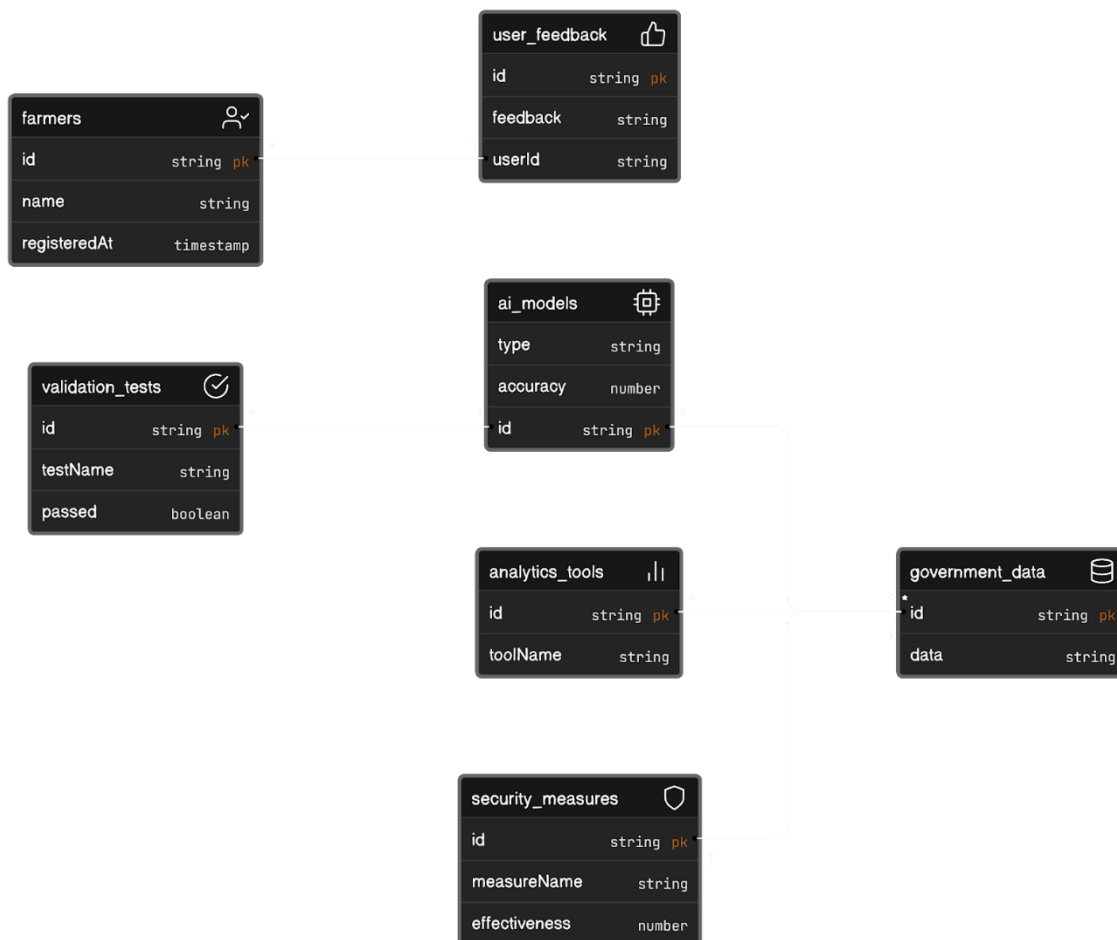 user_feedback
id string pk
feedback string
userId string
farmers
id string pk
name string
registeredAt timestamp
ai_models
type string
accuracy number
id string pk
validation_tests
id string pk
testName string
passed boolean
analytics_tools
id string pk
toolName string
government_data
*
id string pk
data string
security_measures
id string pk
measureName string
effectiveness number